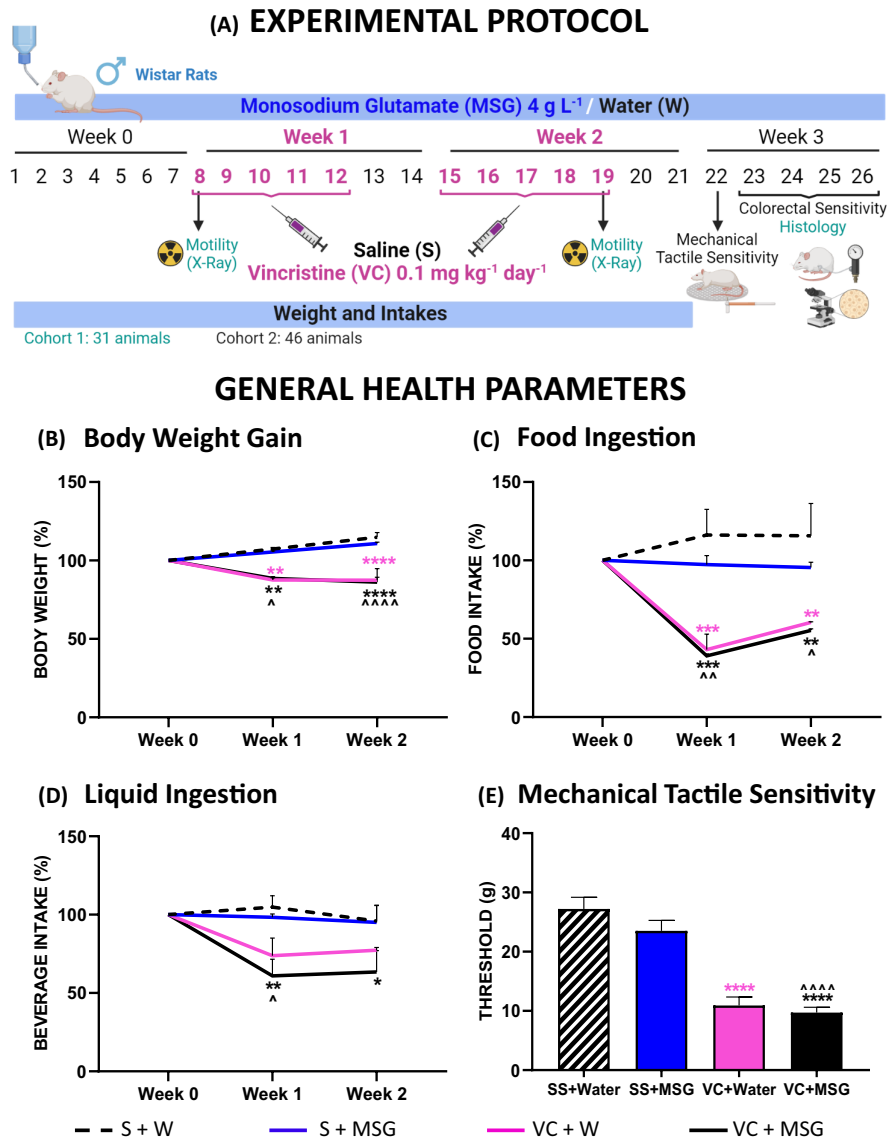 (A) EXPERIMENTAL PROTOCOL
Wistar Rats
Monosodium Glutamate (MSG) 4 g L⁻¹ / Water (W)
Week 0 Week 1 Week 2 Week 3
1 2 3 4 5 6 7 8 9 10 11 12 13 14 15 16 17 18 19 20 21 22 23 24 25 26
Motility
(X-Ray)
Saline (S)
Vincristine (VC) 0.1 mg kg⁻¹ day⁻¹
Motility
(X-Ray)
Mechanical
Tactile Sensitivity
Colorectal Sensitivity
Histology
Weight and Intakes
Cohort 1: 31 animals Cohort 2: 46 animals
GENERAL HEALTH PARAMETERS
(B) Body Weight Gain
BODY WEIGHT (%)
150
100
50
0
**
**
^
****
****
^^^^
Week 0 Week 1 Week 2
(C) Food Ingestion
FOOD INTAKE (%)
150
100
50
0
***
***
^^
**
**
^
Week 0 Week 1 Week 2
(D) Liquid Ingestion
BEVERAGE INTAKE (%)
150
100
50
0
**
^
*
Week 0 Week 1 Week 2
(E) Mechanical Tactile Sensitivity
THRESHOLD (g)
40
30
20
10
0
****
^^^^
****
SS+Water SS+MSG VC+Water VC+MSG
S + W S + MSG VC + W VC + MSG